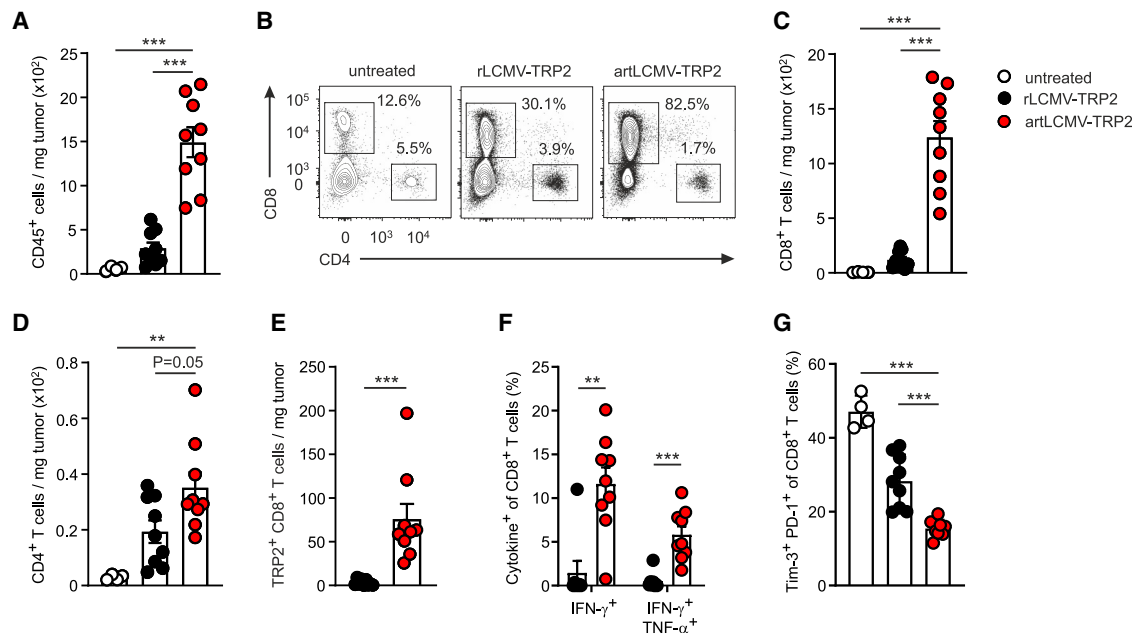 A
CD45+ cells / mg tumor (x10²)
25
20
15
10
5
0
***
***
B
untreated
rLCMV-TRP2
artLCMV-TRP2
12.6%
30.1%
82.5%
5.5%
3.9%
1.7%
10⁵
10⁴
10³
0
CD8
0
10³
10⁴
CD4
C
CD8+ T cells / mg tumor (x10²)
20
15
10
5
0
***
***
untreated
rLCMV-TRP2
artLCMV-TRP2
D
CD4+ T cells / mg tumor (x10²)
0.8
0.6
0.4
0.2
0
**
P=0.05
E
TRP2+ CD8+ T cells / mg tumor
250
200
150
100
50
0
***
F
Cytokine+ of CD8+ T cells (%)
25
20
15
10
5
0
**
***
IFN-γ+
IFN-γ+
TNF-α+
G
Tim-3+ PD-1+ of CD8+ T cells (%)
60
40
20
0
***
***